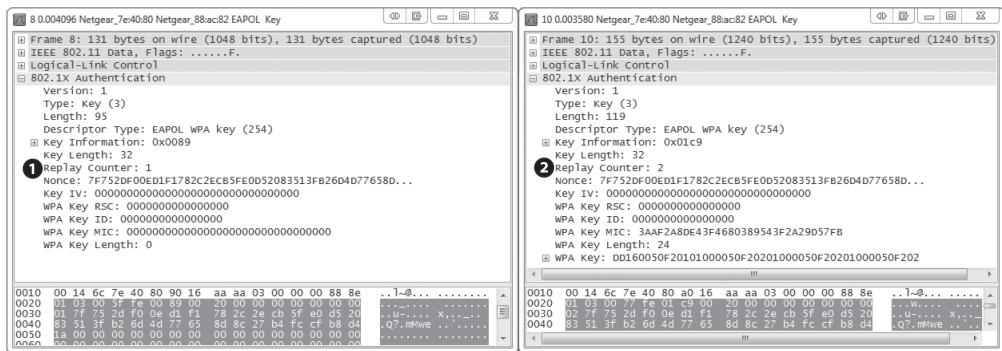 8 0.004096 Netgear_7e:40:80 Netgear_88:ac:82 EAPOL Key
Frame 8: 131 bytes on wire (1048 bits), 131 bytes captured (1048 bits)
IEEE 802.11 Data, Flags: ......F.
Logical-Link Control
802.1X Authentication
Version: 1
Type: Key (3)
Length: 95
Descriptor Type: EAPOL WPA key (254)
Key Information: 0x0089
Key Length: 32
1 Replay Counter: 1
Nonce: 7F752DF00ED1F1782C2ECB5FE0D52083513FB26D4D77658D...
Key IV: 00000000000000000000000000000000
WPA Key RSC: 0000000000000000
WPA Key ID: 0000000000000000
WPA Key MIC: 00000000000000000000000000000000
WPA Key Length: 0
0010 00 14 6c 7e 40 80 90 16 aa aa 03 00 00 00 88 8e ..l~@... ........
0020 01 03 00 5f fe 00 89 00 20 00 00 00 00 00 00 00 ..._.... .......
0030 01 7f 75 2d f0 0e d1 f1 78 2c 2e cb 5f e0 d5 20 ..u-.... x,.._..
0040 83 51 3f b2 6d 4d 77 65 8d 8c 27 b4 fc cf b8 d4 .Q?.mMwe ..'.....
0050 1a 00 00 00 00 00 00 00 00 00 00 00 00 00 00 00 ........ ........
10 0.003580 Netgear_7e:40:80 Netgear_88:ac:82 EAPOL Key
Frame 10: 155 bytes on wire (1240 bits), 155 bytes captured (1240 bits)
IEEE 802.11 Data, Flags: ......F.
Logical-Link Control
802.1X Authentication
Version: 1
Type: Key (3)
Length: 119
Descriptor Type: EAPOL WPA key (254)
Key Information: 0x01c9
Key Length: 32
2 Replay Counter: 2
Nonce: 7F752DF00ED1F1782C2ECB5FE0D52083513FB26D4D77658D...
Key IV: 00000000000000000000000000000000
WPA Key RSC: 0000000000000000
WPA Key ID: 0000000000000000
WPA Key MIC: 3AAF2A8DE43F4680389543F2A29D57FB
WPA Key Length: 24
WPA Key: DD160050F20101000050F20201000050F20201000050F202
0010 00 14 6c 7e 40 80 a0 16 aa aa 03 00 00 00 88 8e ..l~@... ........
0020 01 03 00 77 fe 01 c9 00 20 00 00 00 00 00 00 00 ...w.... .......
0030 02 7f 75 2d f0 0e d1 f1 78 2c 2e cb 5f e0 d5 20 ..u-.... x,.._..
0040 83 51 3f b2 6d 4d 77 65 8d 8c 27 b4 fc cf b8 d4 .Q?.mMwe ..'.....